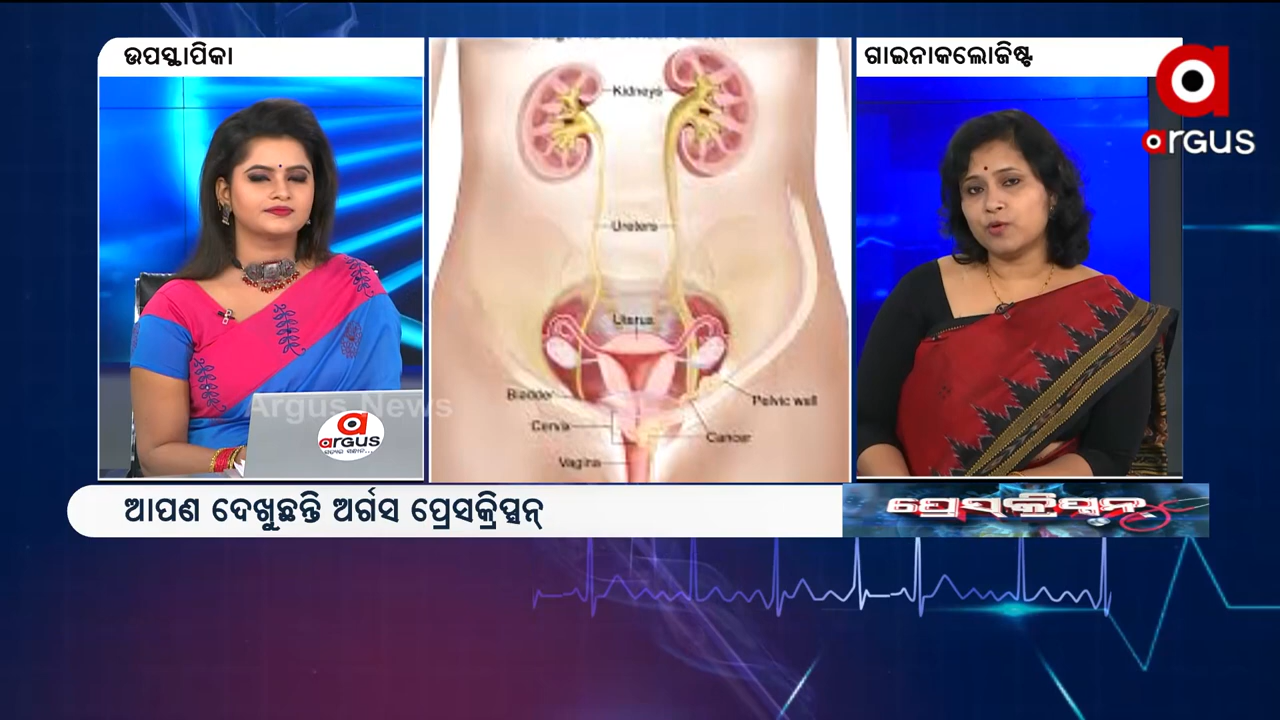 ଉପସ୍ଥାପିକା
ଗାଇନାକଲୋଜିଷ୍ଟ
argus
Kidneys
Ureters
Uterus
Bladder
Pelvic wall
Cervix
Cancer
Vagina
Argus News
argus
ଆପଣ ଦେଖୁଛନ୍ତି ଅର୍ଗସ ପ୍ରେସକ୍ରିପ୍ସନ୍
ପ୍ରେସକ୍ରିପ୍ସନ୍